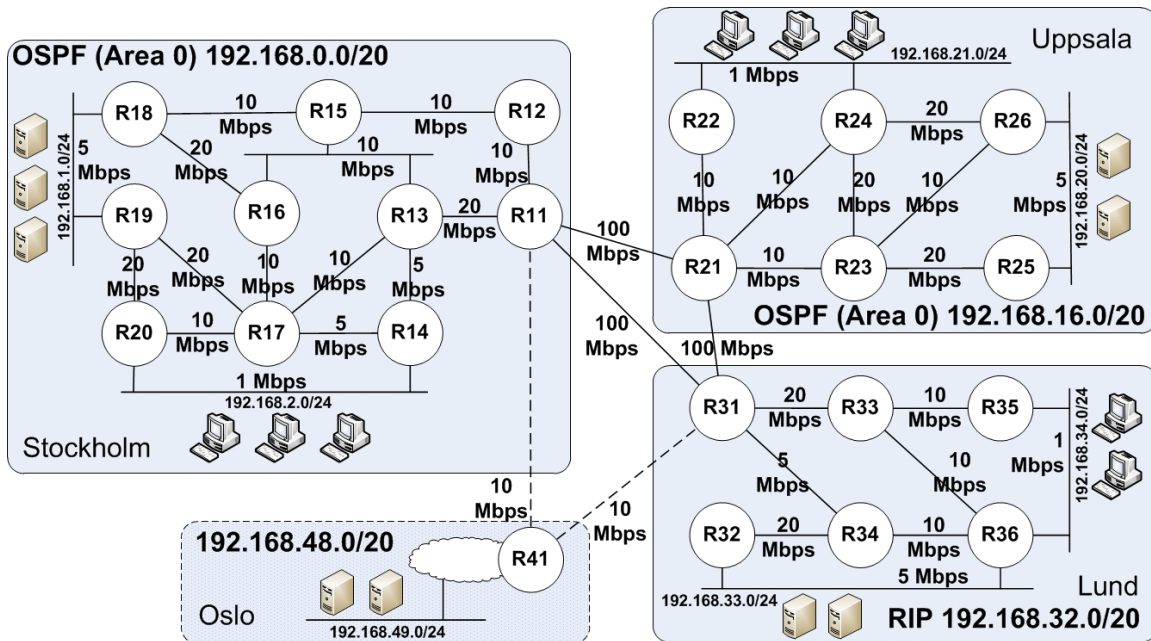 OSPF (Area 0) 192.168.0.0/20
R18
10
Mbps
R15
10
Mbps
R12
5
Mbps
192.168.1.0/24
20
Mbps
10
Mbps
10
Mbps
R19
R16
R13
20
Mbps
R11
20
Mbps
20
Mbps
10
Mbps
10
Mbps
5
Mbps
R20
10
Mbps
R17
5
Mbps
R14
1 Mbps
192.168.2.0/24
Stockholm
100
Mbps
100
Mbps
100 Mbps
10
Mbps
10
Mbps
192.168.21.0/24
Uppsala
1 Mbps
R22
R24
20
Mbps
R26
10
Mbps
10
Mbps
20
Mbps
10
Mbps
5
Mbps
192.168.20.0/24
R21
10
Mbps
R23
20
Mbps
R25
OSPF (Area 0) 192.168.16.0/20
R31
20
Mbps
R33
10
Mbps
R35
192.168.34.0/24
1
Mbps
5
Mbps
10
Mbps
R32
20
Mbps
R34
10
Mbps
R36
5 Mbps
192.168.33.0/24
Lund
RIP 192.168.32.0/20
192.168.48.0/20
R41
Oslo
192.168.49.0/24